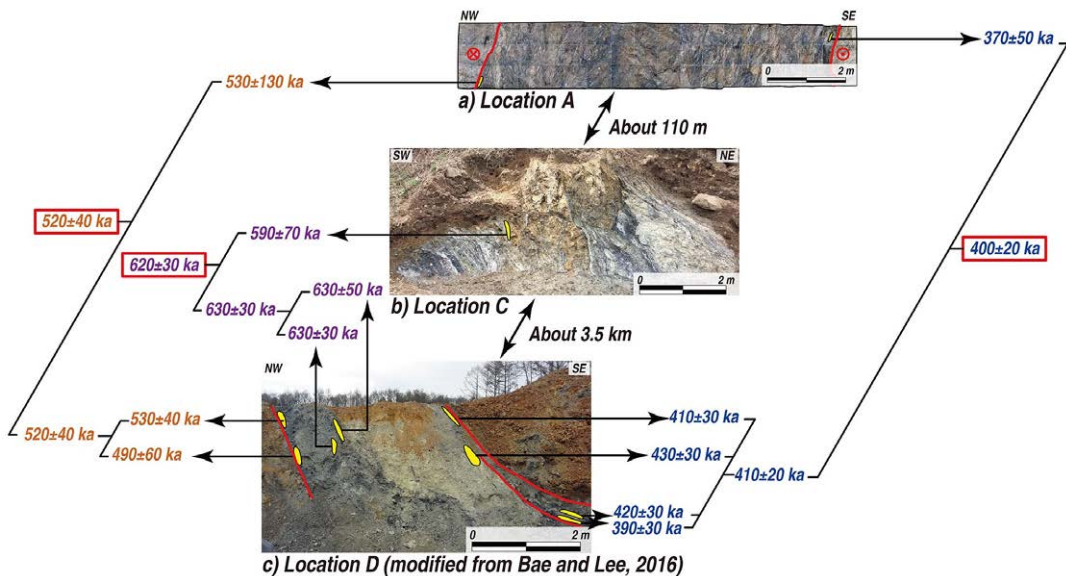 NW
SE
370±50 ka
0
2 m
530±130 ka
a) Location A
About 110 m
SW
NE
520±40 ka
590±70 ka
400±20 ka
620±30 ka
0
2 m
630±50 ka
b) Location C
630±30 ka
630±30 ka
About 3.5 km
NW
SE
530±40 ka
410±30 ka
520±40 ka
490±60 ka
430±30 ka
410±20 ka
420±30 ka
390±30 ka
0
2 m
c) Location D (modified from Bae and Lee, 2016)